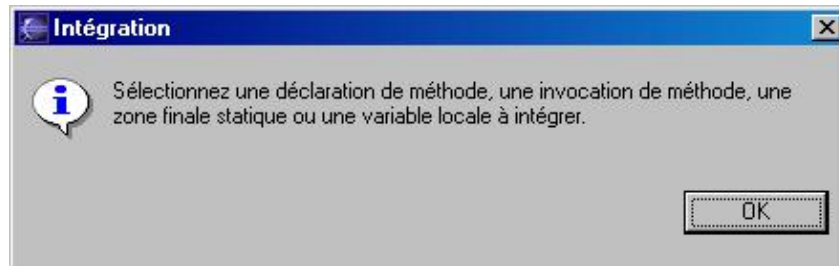 Intégration
Sélectionnez une déclaration de méthode, une invocation de méthode, une
zone finale statique ou une variable locale à intégrer.
OK